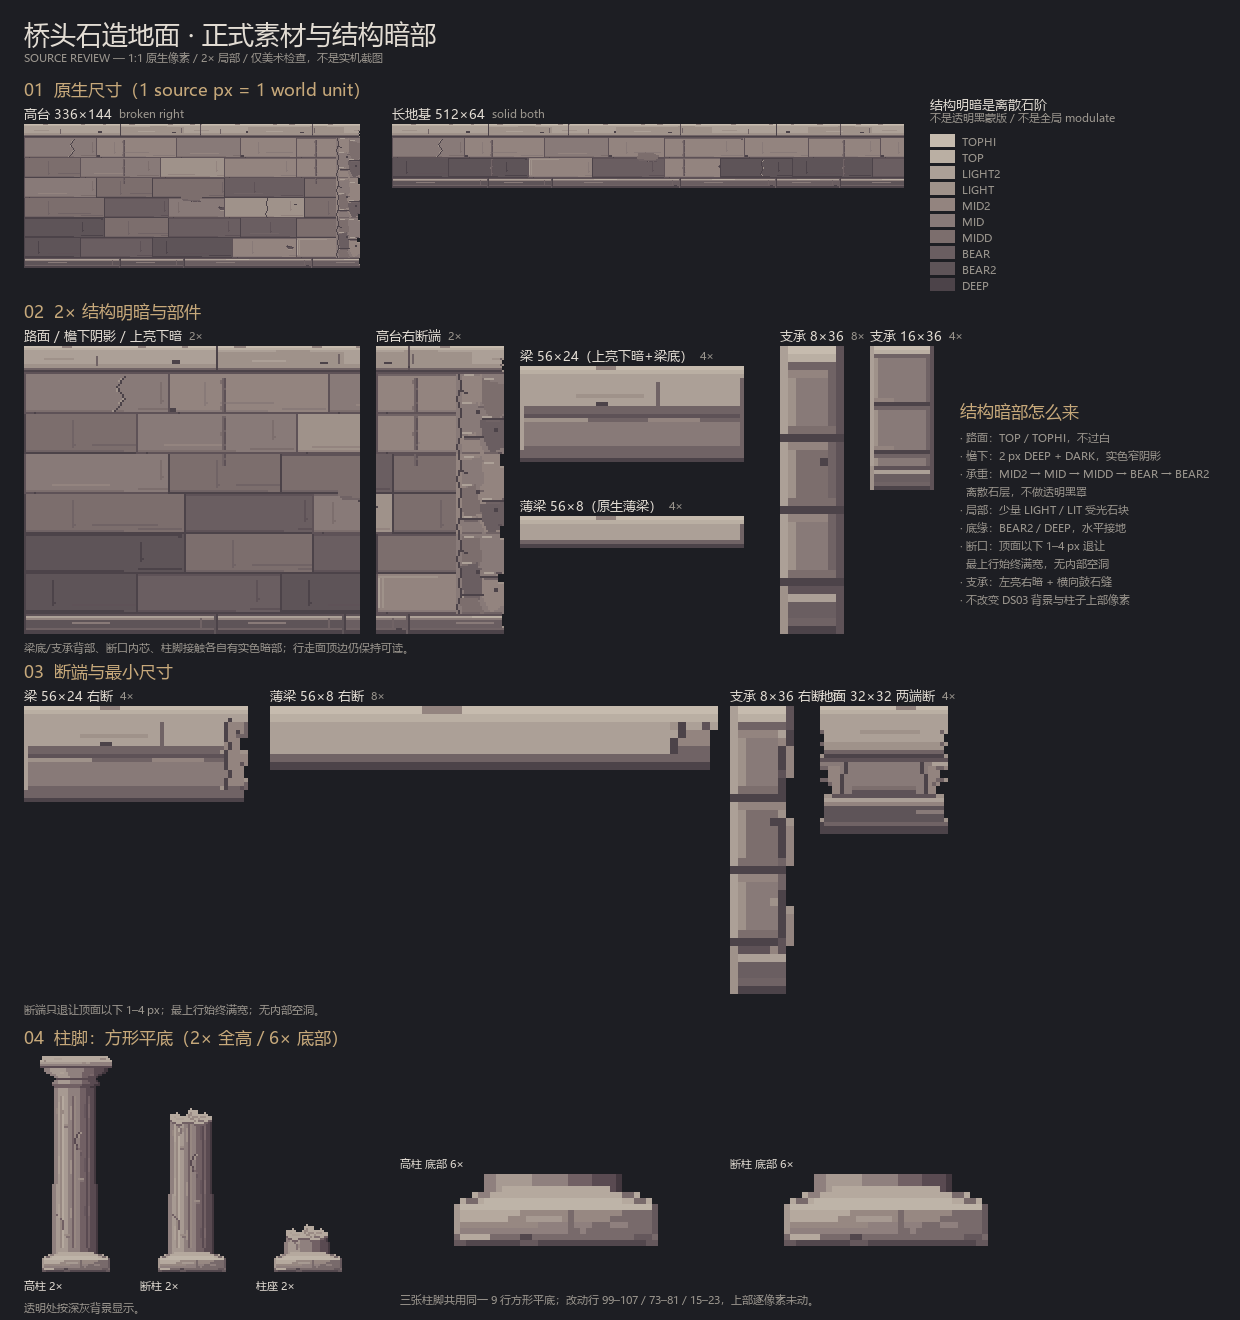 桥头石造地面 · 正式素材与结构暗部
SOURCE REVIEW — 1:1 原生像素 / 2× 局部 / 仅美术检查，不是实机截图
01 原生尺寸（1 source px = 1 world unit）
高台 336×144 broken right
长地基 512×64 solid both
结构明暗是离散石阶
不是透明黑蒙版 / 不是全局 modulate
TOPHI
TOP
LIGHT2
LIGHT
MID2
MID
MIDD
BEAR
BEAR2
DEEP
02 2× 结构明暗与部件
路面 / 檐下阴影 / 上亮下暗 2×
高台右断端 2×
梁 56×24（上亮下暗+梁底） 4×
薄梁 56×8（原生薄梁） 4×
支承 8×36 8×
支承 16×36 4×
结构暗部怎么来
· 路面：TOP / TOPHI，不过白
· 檐下：2 px DEEP + DARK，实色窄阴影
· 承重：MID2 → MID → MIDD → BEAR → BEAR2
离散石层，不做透明黑罩
· 局部：少量 LIGHT / LIT 受光石块
· 底缘：BEAR2 / DEEP，水平接地
· 断口：顶面以下 1–4 px 退让
最上行始终满宽，无内部空洞
· 支承：左亮右暗 + 横向鼓石缝
· 不改变 DS03 背景与柱子上部像素
梁底/支承背部、断口内芯、柱脚接触各自有实色暗部；行走面顶边仍保持可读。
03 断端与最小尺寸
梁 56×24 右断 4×
薄梁 56×8 右断 8×
支承 8×36 右断
地面 32×32 两端断 4×
断端只退让顶面以下 1–4 px；最上行始终满宽；无内部空洞。
04 柱脚：方形平底（2× 全高 / 6× 底部）
高柱 底部 6×
断柱 底部 6×
高柱 2×
断柱 2×
柱座 2×
三张柱脚共用同一 9 行方形平底；改动行 99–107 / 73–81 / 15–23，上部逐像素未动。
透明处按深灰背景显示。